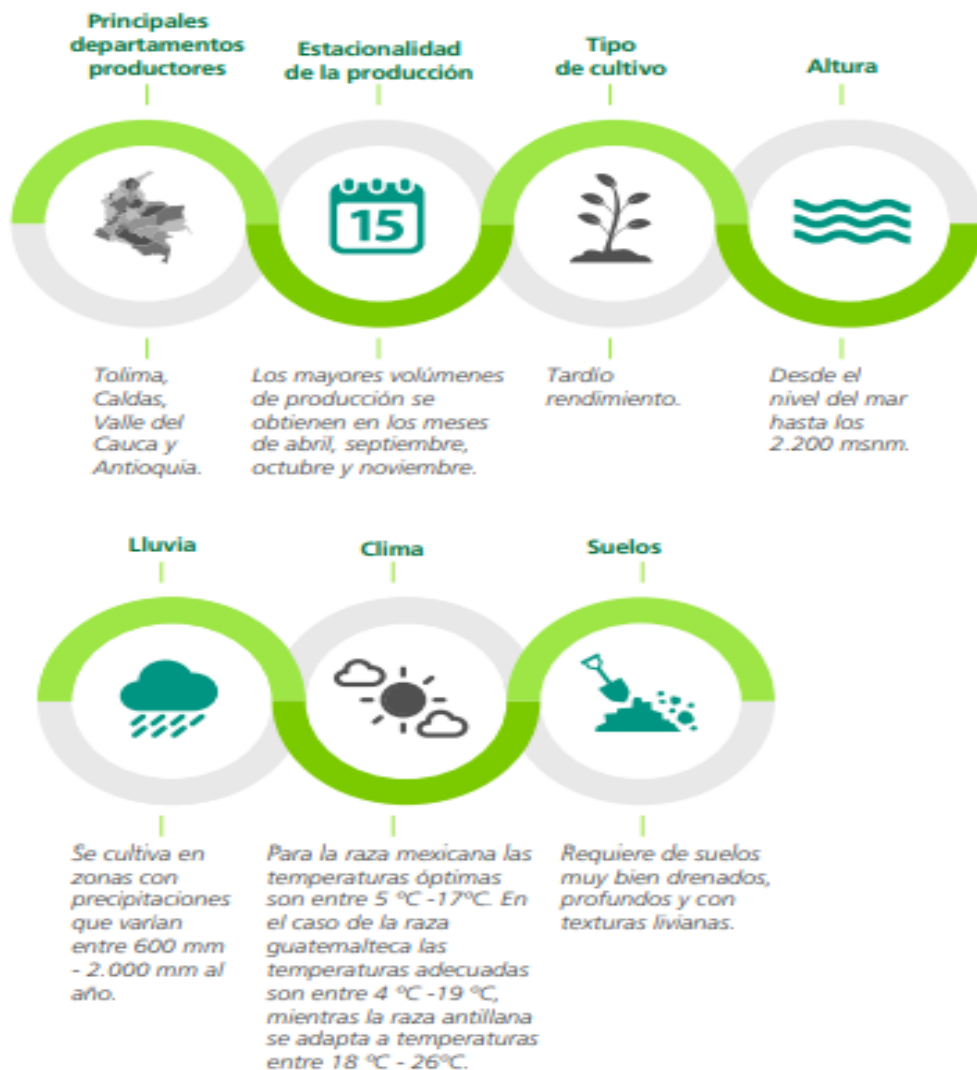 Principales
departamentos
productores
Estacionalidad
de la producción
Tipo
de cultivo
Altura
15
Tolima,
Caldas,
Valle del
Cauca y
Antioquia.
Los mayores volúmenes
de producción se
obtienen en los meses
de abril, septiembre,
octubre y noviembre.
Tardío
rendimiento.
Desde el
nivel del mar
hasta los
2.200 msnm.
Lluvia
Clima
Suelos
Se cultiva en
zonas con
precipitaciones
que varían
entre 600 mm
- 2.000 mm al
año.
Para la raza mexicana las
temperaturas óptimas
son entre 5 ºC -17ºC. En
el caso de la raza
guatemalteca las
temperaturas adecuadas
son entre 4 ºC -19 ºC,
mientras la raza antillana
se adapta a temperaturas
entre 18 ºC - 26ºC.
Requiere de suelos
muy bien drenados,
profundos y con
texturas livianas.